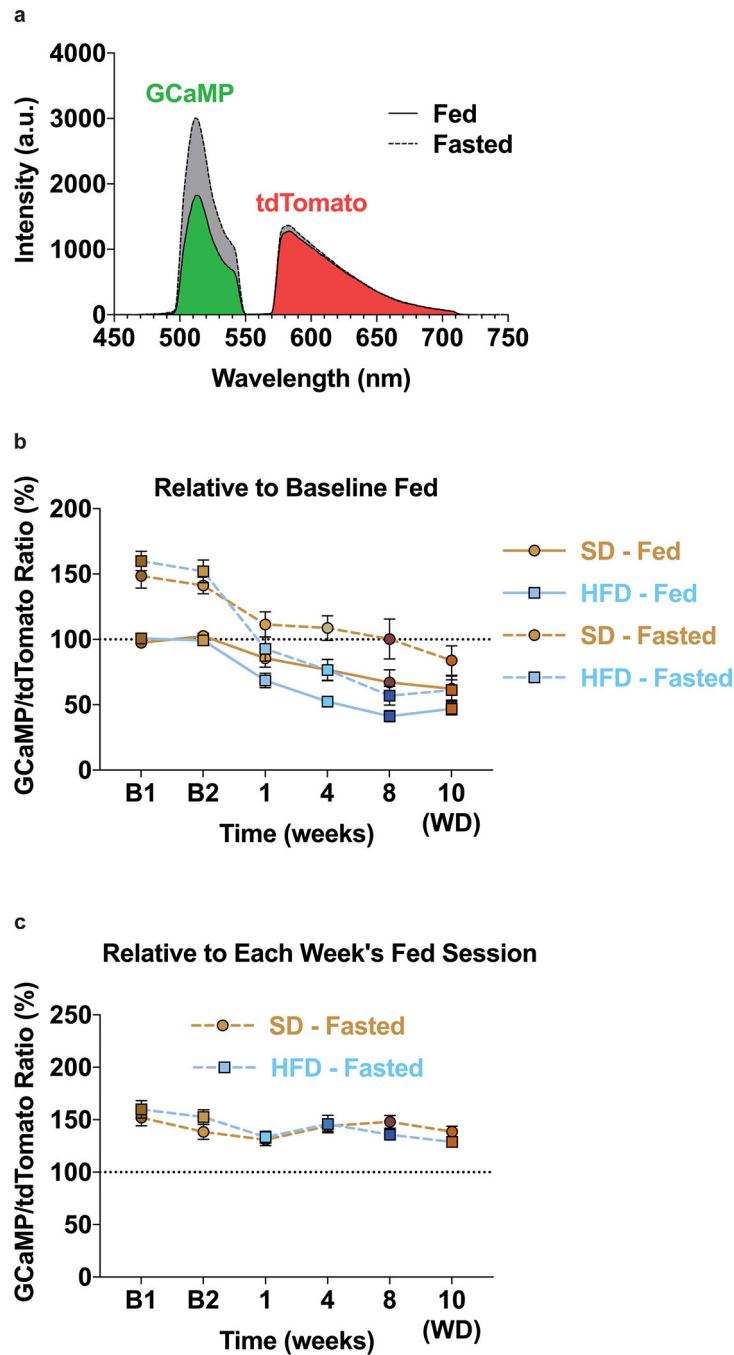 a
4000
3000
2000
1000
0
Intensity (a.u.)
GCaMP
tdTomato
Fed
Fasted
450 500 550 600 650 700 750
Wavelength (nm)
b
Relative to Baseline Fed
GCaMP/tdTomato Ratio (%)
200
150
100
50
0
B1 B2 1 4 8 10
(WD)
Time (weeks)
SD - Fed
HFD - Fed
SD - Fasted
HFD - Fasted
c
Relative to Each Week's Fed Session
GCaMP/tdTomato Ratio (%)
250
200
150
100
50
0
SD - Fasted
HFD - Fasted
B1 B2 1 4 8 10
(WD)
Time (weeks)